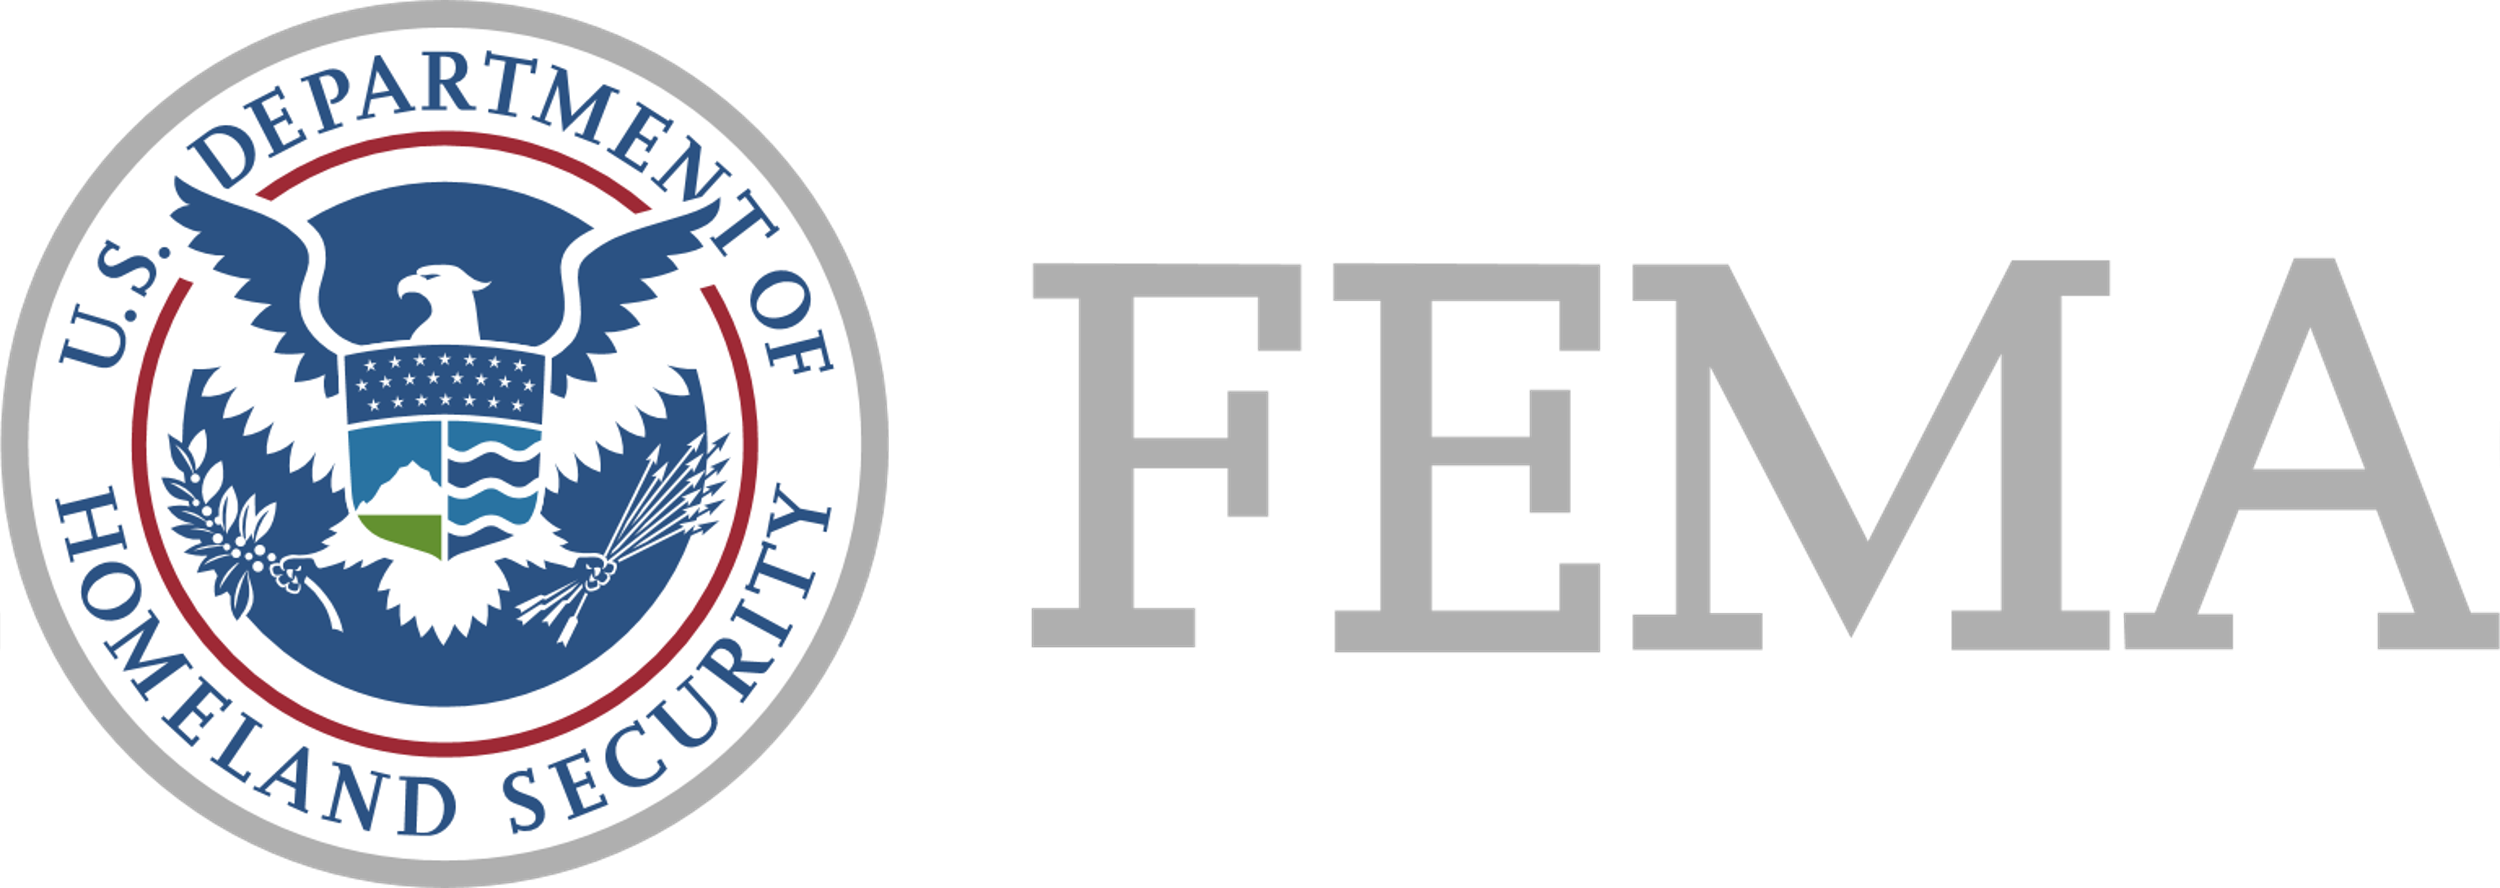 U.S. DEPARTMENT OF
HOMELAND SECURITY
FEMA